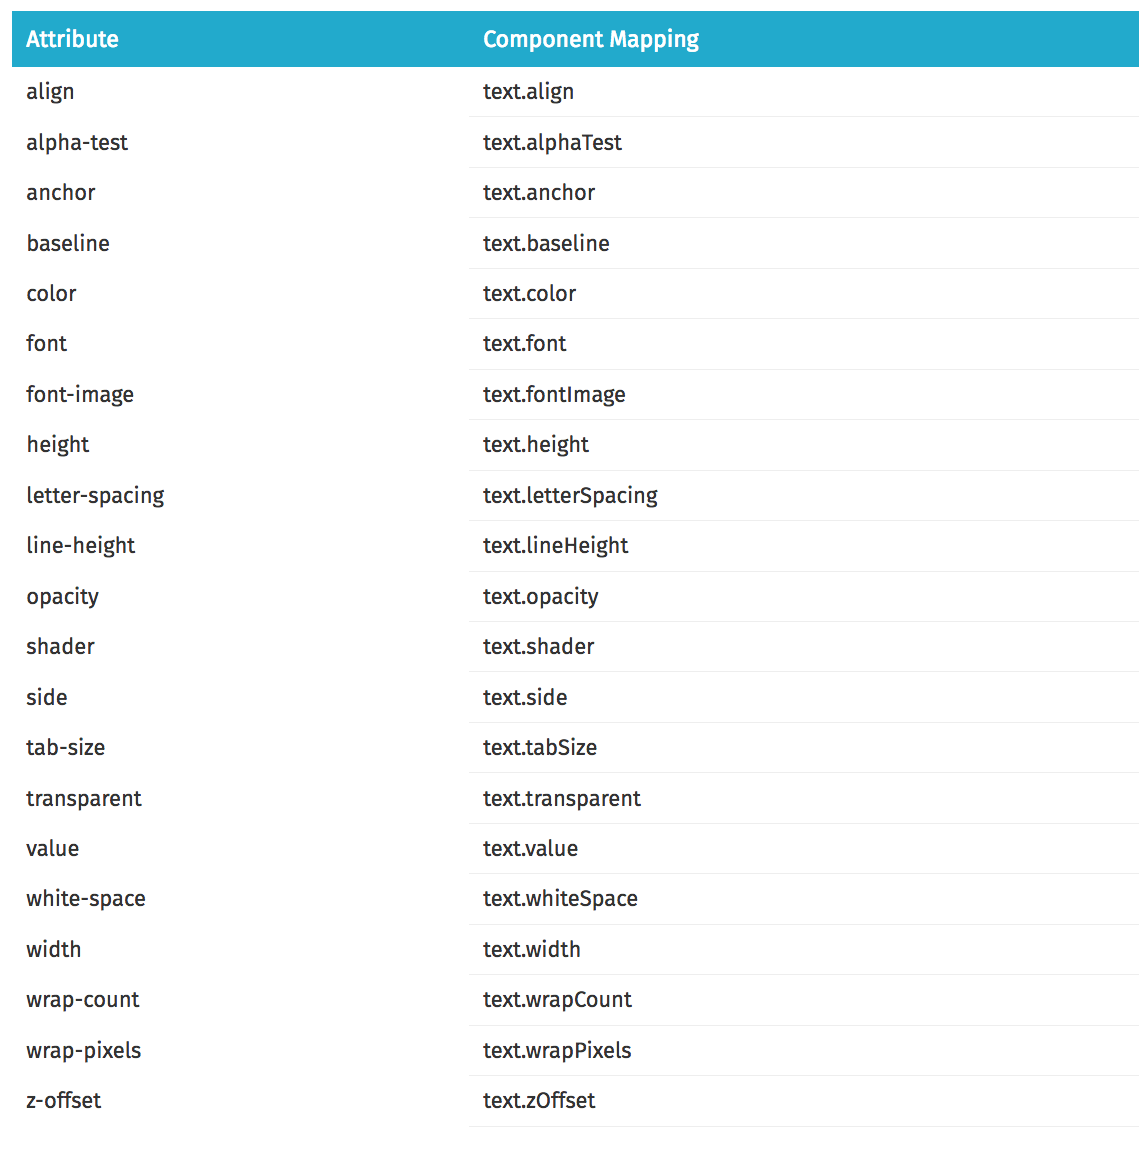 Attribute Component Mapping
align text.align
alpha-test text.alphaTest
anchor text.anchor
baseline text.baseline
color text.color
font text.font
font-image text.fontImage
height text.height
letter-spacing text.letterSpacing
line-height text.lineHeight
opacity text.opacity
shader text.shader
side text.side
tab-size text.tabSize
transparent text.transparent
value text.value
white-space text.whiteSpace
width text.width
wrap-count text.wrapCount
wrap-pixels text.wrapPixels
z-offset text.zOffset